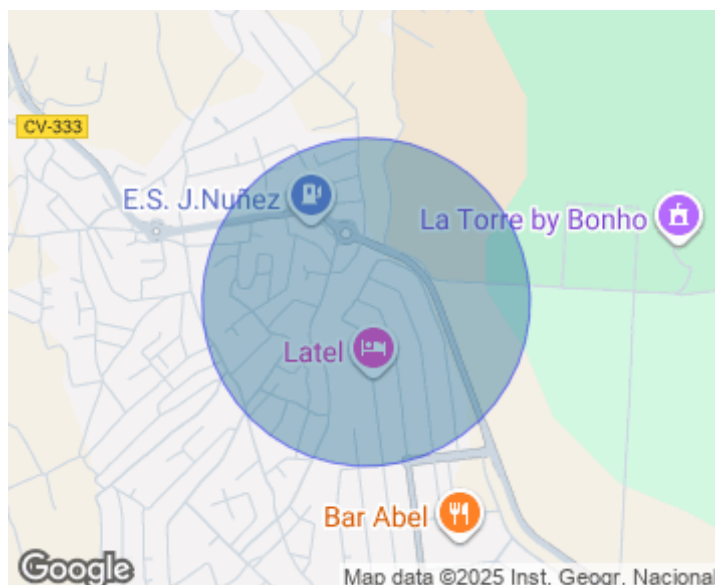 CV-333
E.S. J.Nuñez
La Torre by Bonho
Latel
Bar Abel
Google
Map data ©2025 Inst. Geogr. Nacional